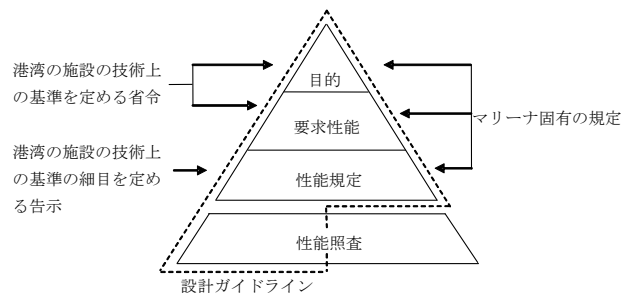 港湾の施設の技術上
の基準を定める省令
港湾の施設の技術上
の基準の細目を定め
る告示
目的
要求性能
性能規定
性能照査
マリーナ固有の規定
設計ガイドライン